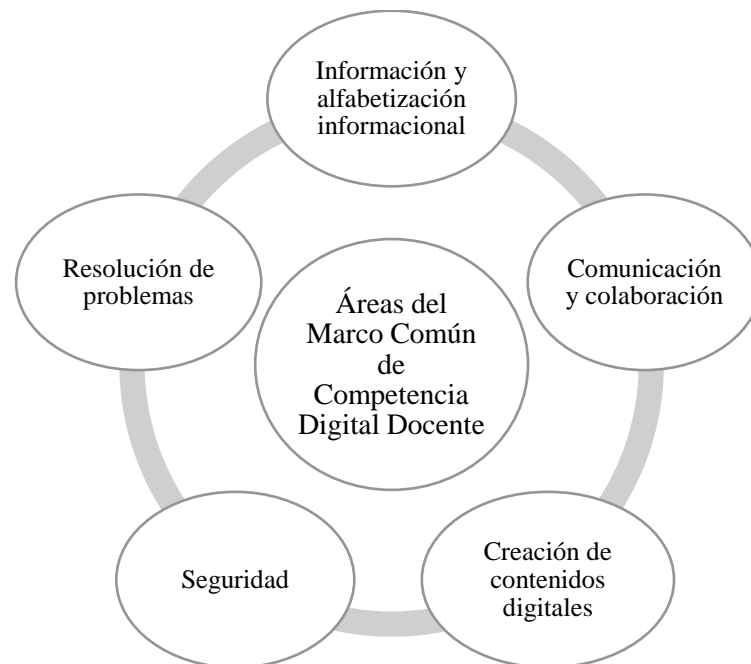 Información y
alfabetización
informacional
Comunicación
y colaboración
Creación de
contenidos
digitales
Seguridad
Resolución de
problemas
Áreas del
Marco Común
de
Competencia
Digital Docente